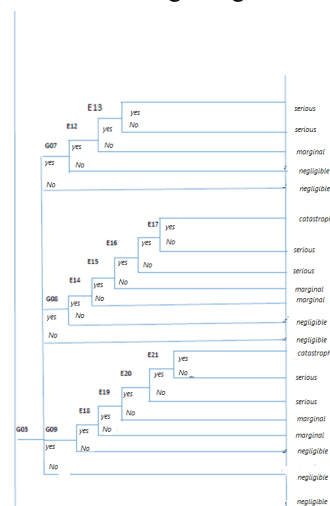 E13
serious
yes
E12
No
serious
yes
G07
yes
No
marginal
yes
No
negligible
No
negligible
E17
catastroph
yes
E16
No
yes
serious
E15
yes
No
serious
E14
yes
No
marginal
G08
yes
No
marginal
yes
No
negligible
No
negligible
E21
catastroph
yes
E20
No
yes
serious
E19
yes
No
serious
E18
yes
No
marginal
G03 G09
yes
No
marginal
yes
No
negligible
No
negligible
negligible